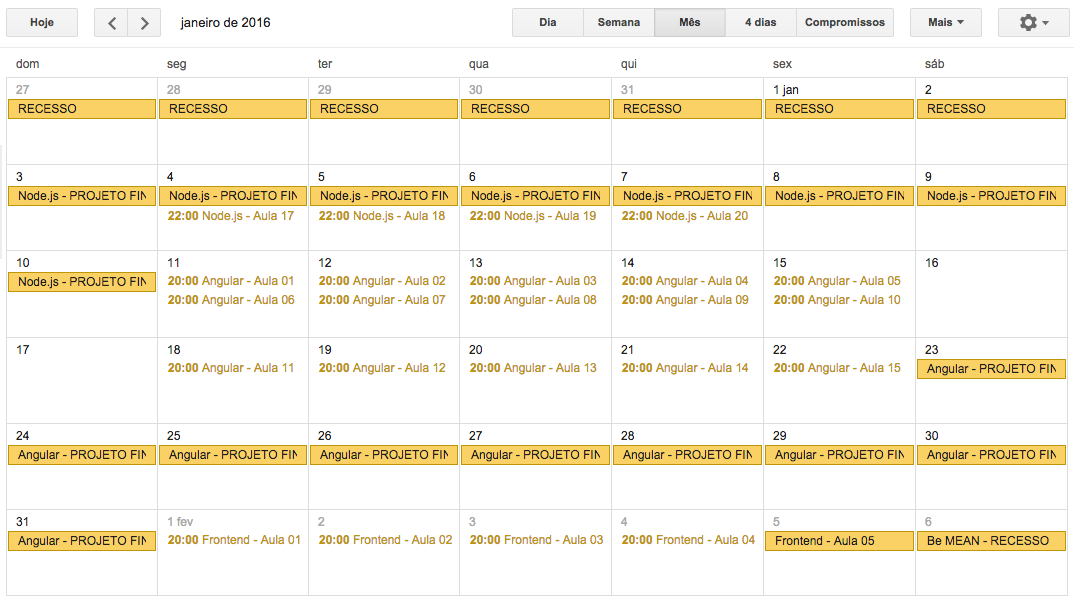 Hoje janeiro de 2016 Dia Semana Mês 4 dias Compromissos Mais
dom seg ter qua qui sex sáb
27 28 29 30 31 1 jan 2
RECESSO RECESSO RECESSO RECESSO RECESSO RECESSO RECESSO
3 4 5 6 7 8 9
Node.js - PROJETO FIN Node.js - PROJETO FIN Node.js - PROJETO FIN Node.js - PROJETO FIN Node.js - PROJETO FIN Node.js - PROJETO FIN Node.js - PROJETO FIN
22:00 Node.js - Aula 17 22:00 Node.js - Aula 18 22:00 Node.js - Aula 19 22:00 Node.js - Aula 20
10 11 12 13 14 15 16
Node.js - PROJETO FIN 20:00 Angular - Aula 01 20:00 Angular - Aula 02 20:00 Angular - Aula 03 20:00 Angular - Aula 04 20:00 Angular - Aula 05
20:00 Angular - Aula 06 20:00 Angular - Aula 07 20:00 Angular - Aula 08 20:00 Angular - Aula 09 20:00 Angular - Aula 10
17 18 19 20 21 22 23
20:00 Angular - Aula 11 20:00 Angular - Aula 12 20:00 Angular - Aula 13 20:00 Angular - Aula 14 20:00 Angular - Aula 15 Angular - PROJETO FIN
24 25 26 27 28 29 30
Angular - PROJETO FIN Angular - PROJETO FIN Angular - PROJETO FIN Angular - PROJETO FIN Angular - PROJETO FIN Angular - PROJETO FIN Angular - PROJETO FIN
31 1 fev 2 3 4 5 6
Angular - PROJETO FIN 20:00 Frontend - Aula 01 20:00 Frontend - Aula 02 20:00 Frontend - Aula 03 20:00 Frontend - Aula 04 Frontend - Aula 05 Be MEAN - RECESSO